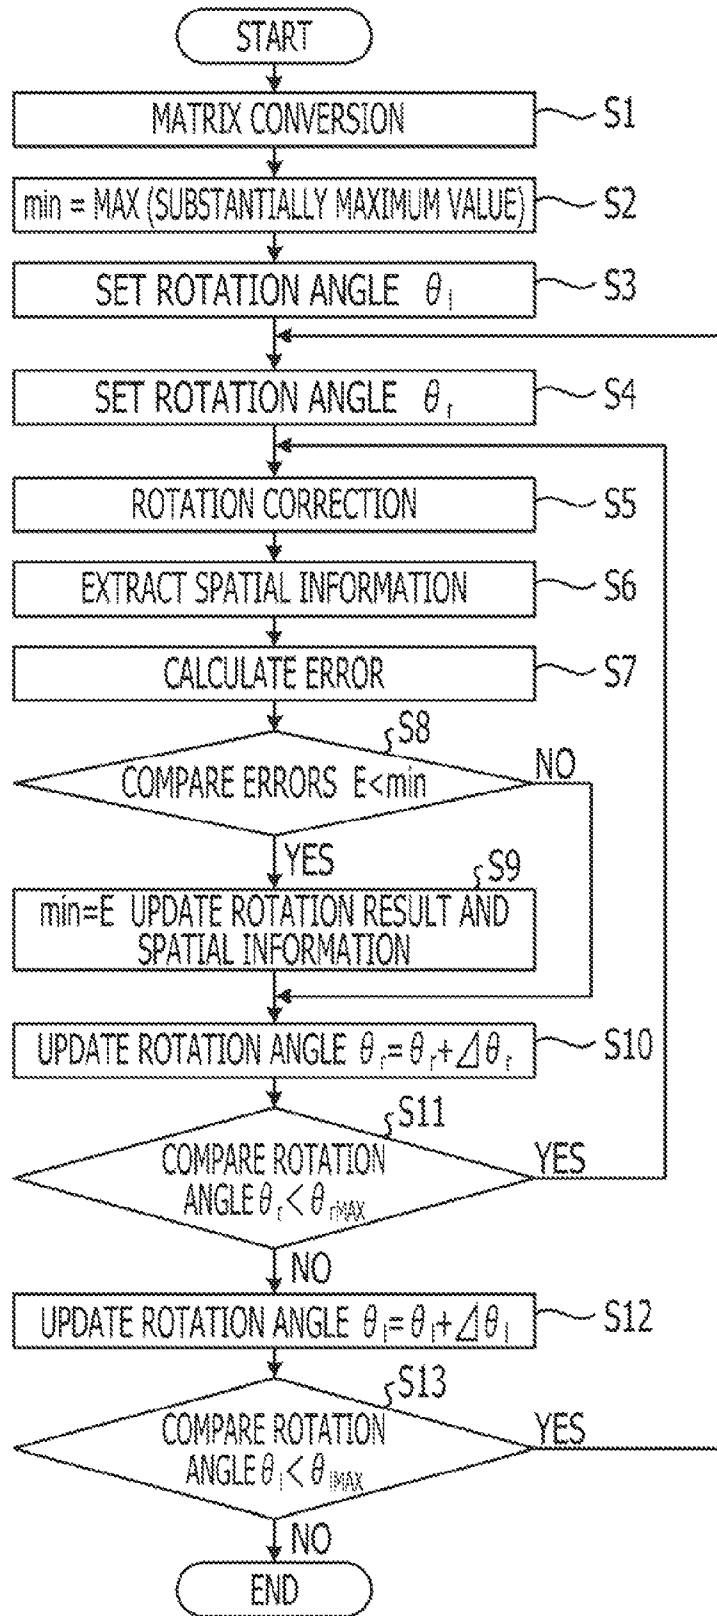 START
MATRIX CONVERSION
S1
min = MAX (SUBSTANTIALLY MAXIMUM VALUE)
S2
SET ROTATION ANGLE θl
S3
SET ROTATION ANGLE θr
S4
ROTATION CORRECTION
S5
EXTRACT SPATIAL INFORMATION
S6
CALCULATE ERROR
S7
S8
COMPARE ERRORS E<min
NO
YES
S9
min=E UPDATE ROTATION RESULT AND
SPATIAL INFORMATION
UPDATE ROTATION ANGLE θr=θr+Δθr
S10
S11
COMPARE ROTATION
ANGLE θr<θrMAX
YES
NO
UPDATE ROTATION ANGLE θl=θl+Δθl
S12
S13
COMPARE ROTATION
ANGLE θl<θlMAX
YES
NO
END